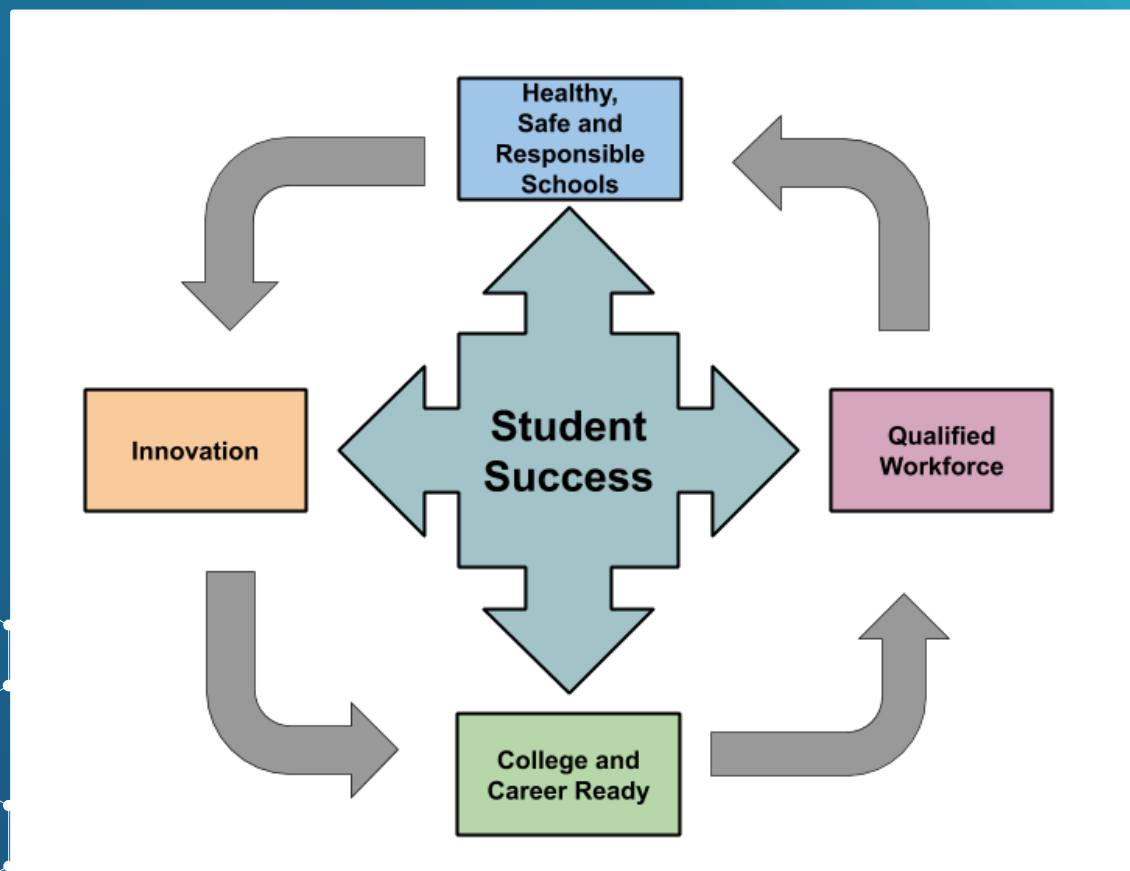 Healthy,
Safe and
Responsible
Schools
Student
Success
Innovation
Qualified
Workforce
College and
Career Ready